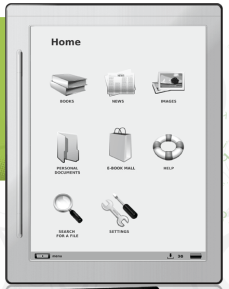 Home
BOOKS
NEWS
IMAGES
PERSONAL
DOCUMENTS
E-BOOK MALL
HELP
SEARCH
FOR A FILE
SETTINGS